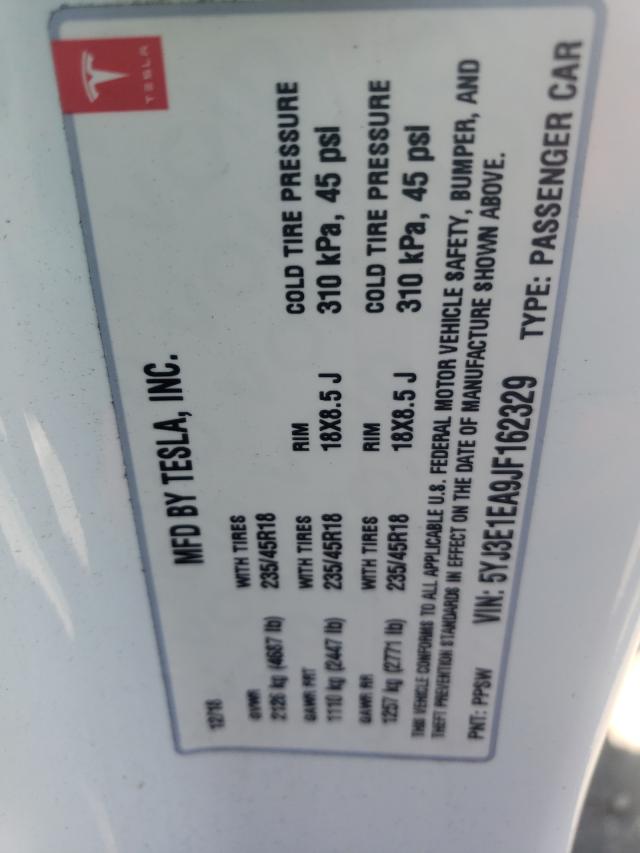 TESLA
MFD BY TESLA, INC.
12/18
GVWR WITH TIRES RIM COLD TIRE PRESSURE
2126 kg (4687 lb) 235/45R18 18X8.5 J 310 kPa, 45 psi
GAWR FRT WITH TIRES RIM COLD TIRE PRESSURE
1110 kg (2447 lb) 235/45R18 18X8.5 J 310 kPa, 45 psi
GAWR RR WITH TIRES
1257 kg (2771 lb) 235/45R18
THIS VEHICLE CONFORMS TO ALL APPLICABLE U.S. FEDERAL MOTOR VEHICLE SAFETY, BUMPER, AND
THEFT PREVENTION STANDARDS IN EFFECT ON THE DATE OF MANUFACTURE SHOWN ABOVE.
PNT: PPSW VIN: 5YJ3E1EA9JF162329 TYPE: PASSENGER CAR